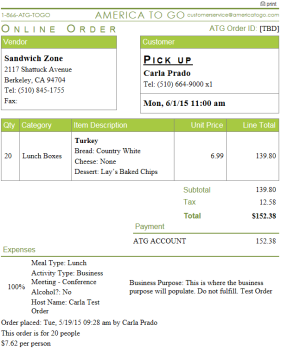 print
1-866-ATG-TOGO AMERICA TO GO customerservice@americatogo.com
ONLINE ORDER ATG Order ID: [TBD]
Vendor Customer
Sandwich Zone
2117 Shattuck Avenue
Berkeley, CA 94704
Tel: (510) 845-1755
Fax:
PICK UP
Carla Prado
Tel: (510) 664-9000 x1
Mon, 6/1/15 11:00 am
Qty Category Item Description Unit Price Line Total
20 Lunch Boxes
Turkey
Bread: Country White
Cheese: None
Dessert: Lay's Baked Chips
6.99 139.80
Subtotal 139.80
Tax 12.58
Total $152.38
Payment
ATG ACCOUNT 152.38
Expenses
100%
Meal Type: Lunch
Activity Type: Business
Meeting - Conference
Alcohol?: No
Host Name: Carla Test
Order
Business Purpose: This is where the business
purpose will populate. Do not fulfill. Test Order
Order placed: Tue, 5/19/15 09:28 am by Carla Prado
This order is for 20 people
$7.62 per person